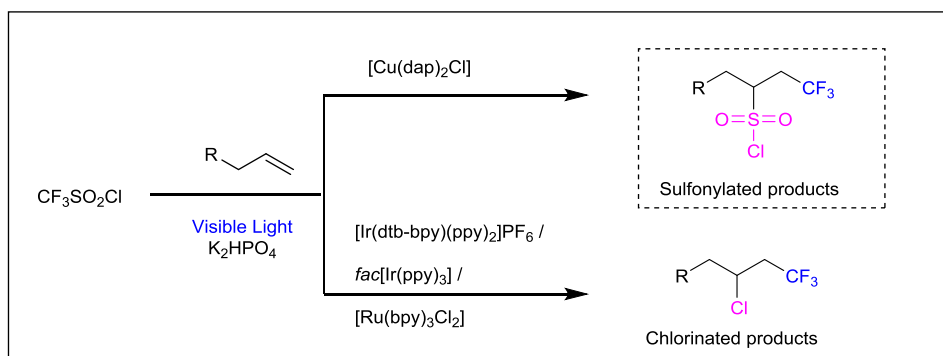 [Cu(dap)2Cl]
R
CF3
O=S=O
Cl
Sulfonylated products
R
CF3SO2Cl
Visible Light
K2HPO4
[Ir(dtb-bpy)(ppy)2]PF6 /
fac[Ir(ppy)3] /
[Ru(bpy)3Cl2]
R
CF3
Cl
Chlorinated products